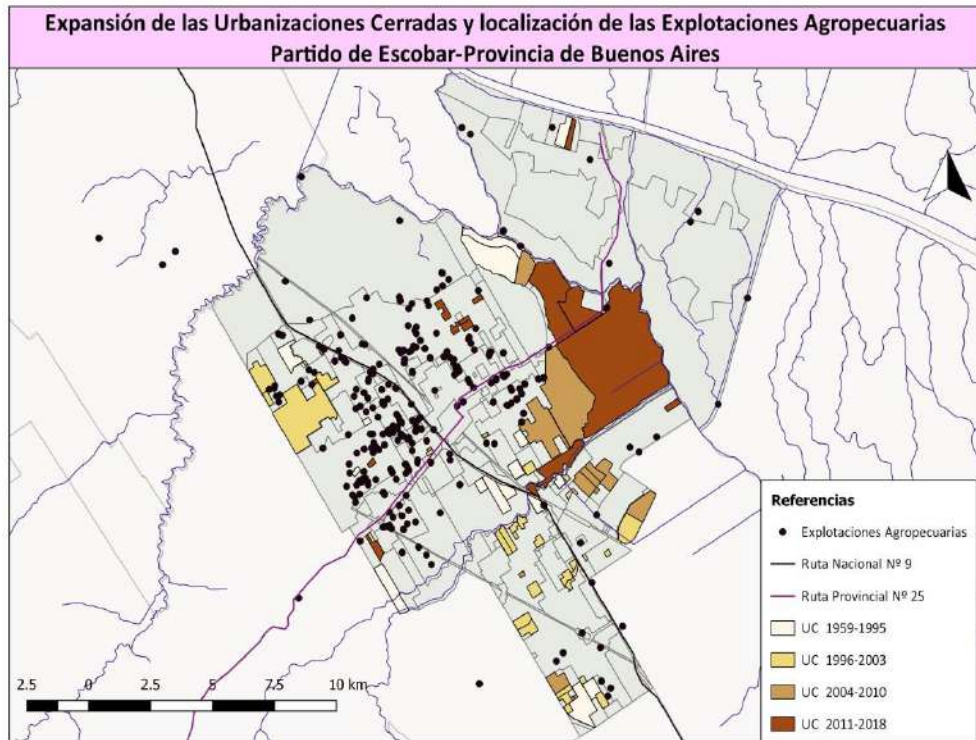 Expansión de las Urbanizaciones Cerradas y localización de las Explotaciones Agropecuarias
Partido de Escobar-Provincia de Buenos Aires
Referencias
Explotaciones Agropecuarias
Ruta Nacional Nº 9
Ruta Provincial Nº 25
UC 1959-1995
UC 1996-2003
UC 2004-2010
UC 2011-2018
2.5 0 2.5 5 7.5 10 km